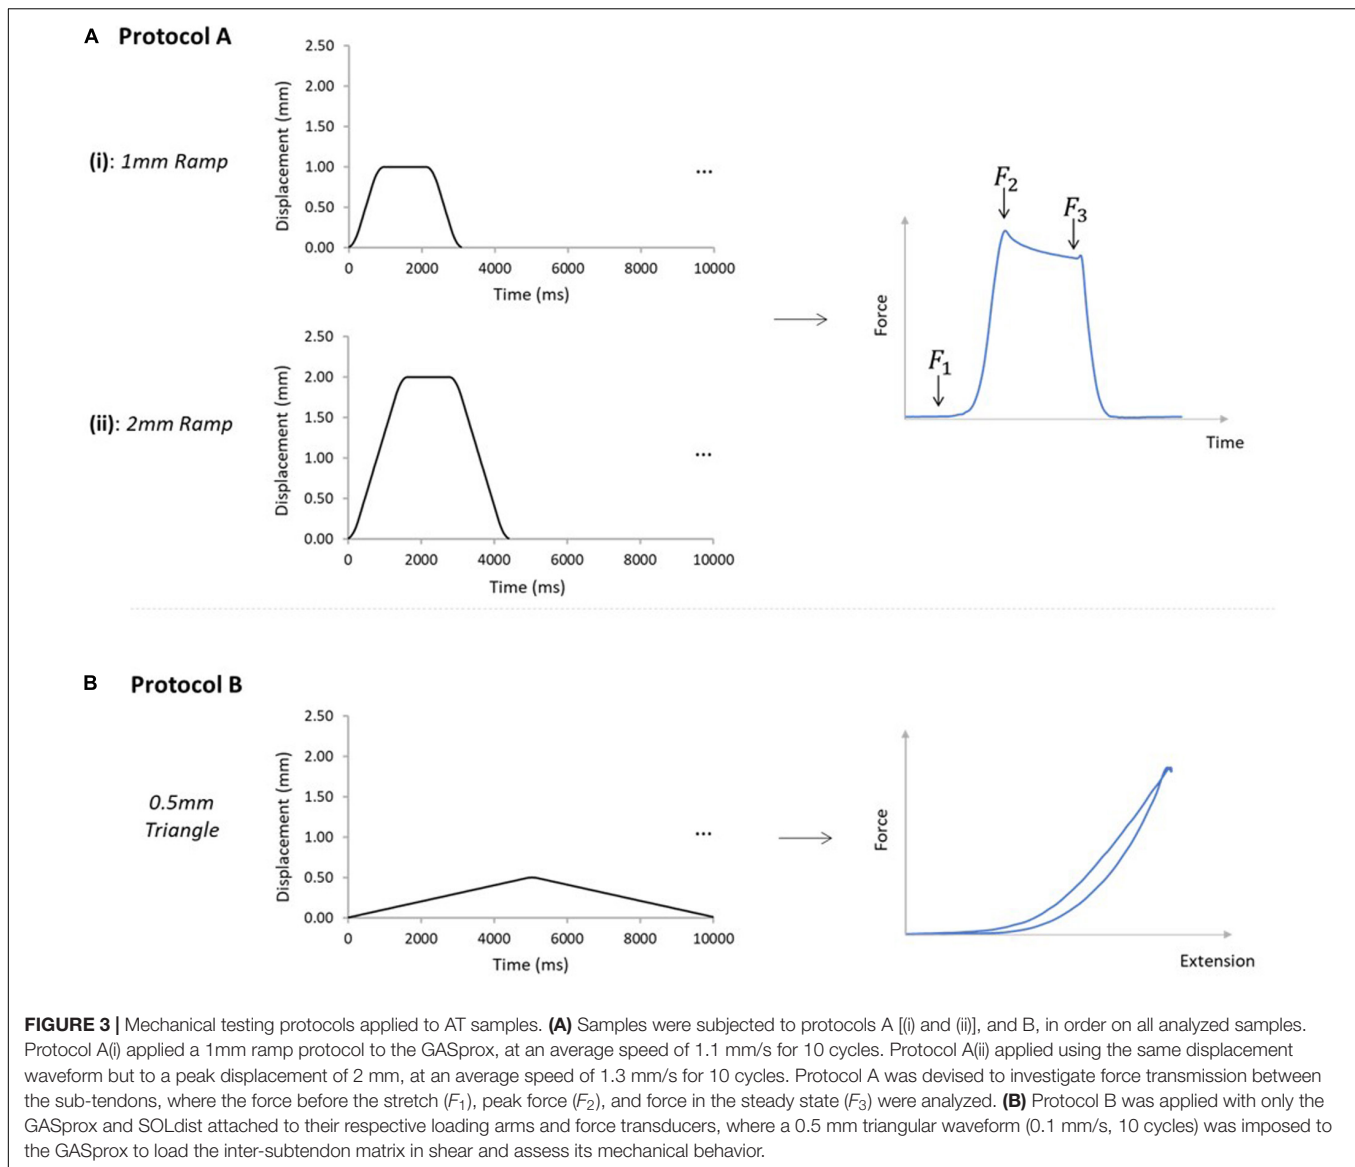 A Protocol A
(i): 1mm Ramp
Displacement (mm)
2.50
2.00
1.50
1.00
0.50
0.00
...
0 2000 4000 6000 8000 10000
Time (ms)
(ii): 2mm Ramp
Displacement (mm)
2.50
2.00
1.50
1.00
0.50
0.00
...
0 2000 4000 6000 8000 10000
Time (ms)
Force
F1
F2
F3
Time
B Protocol B
0.5mm
Triangle
Displacement (mm)
2.50
2.00
1.50
1.00
0.50
0.00
...
0 2000 4000 6000 8000 10000
Time (ms)
Force
Extension
FIGURE 3 | Mechanical testing protocols applied to AT samples. (A) Samples were subjected to protocols A [(i) and (ii)], and B, in order on all analyzed samples.
Protocol A(i) applied a 1mm ramp protocol to the GASprox, at an average speed of 1.1 mm/s for 10 cycles. Protocol A(ii) applied using the same displacement
waveform but to a peak displacement of 2 mm, at an average speed of 1.3 mm/s for 10 cycles. Protocol A was devised to investigate force transmission between
the sub-tendons, where the force before the stretch (F1), peak force (F2), and force in the steady state (F3) were analyzed. (B) Protocol B was applied with only the
GASprox and SOLdist attached to their respective loading arms and force transducers, where a 0.5 mm triangular waveform (0.1 mm/s, 10 cycles) was imposed to
the GASprox to load the inter-subtendon matrix in shear and assess its mechanical behavior.